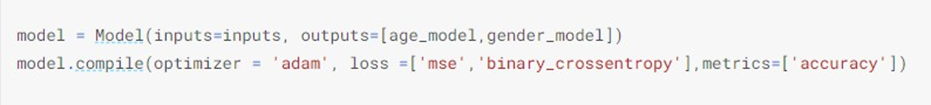 model = Model(inputs=inputs, outputs=[age_model,gender_model])
model.compile(optimizer = 'adam', loss =['mse','binary_crossentropy'],metrics=['accuracy'])